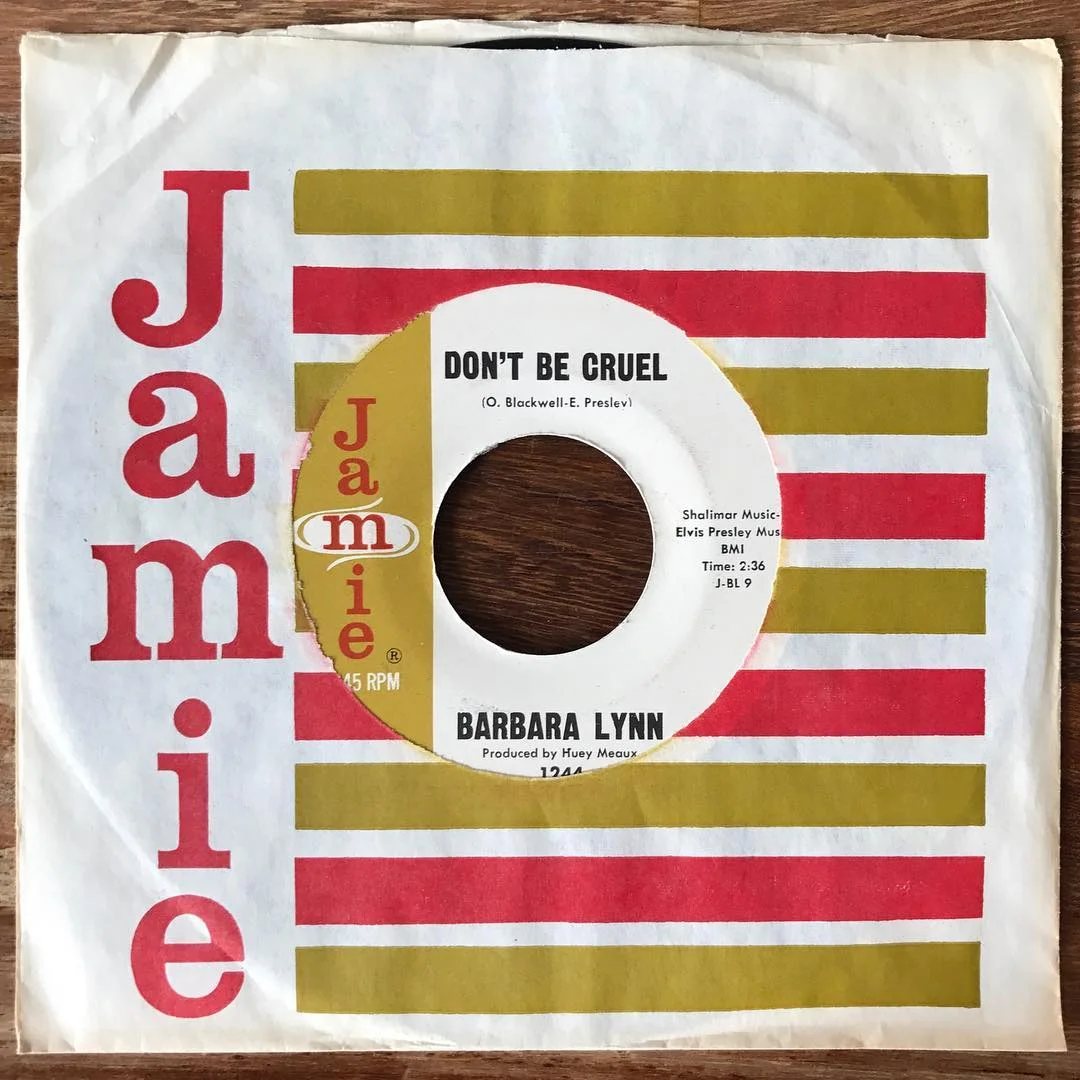 Jamie
DON'T BE CRUEL
(O. Blackwell-E. Presley)
Jamie
®
45 RPM
Shalimar Music-
Elvis Presley Mus
BMI
Time: 2:36
J-BL 9
BARBARA LYNN
Produced by Huey Meaux
1244